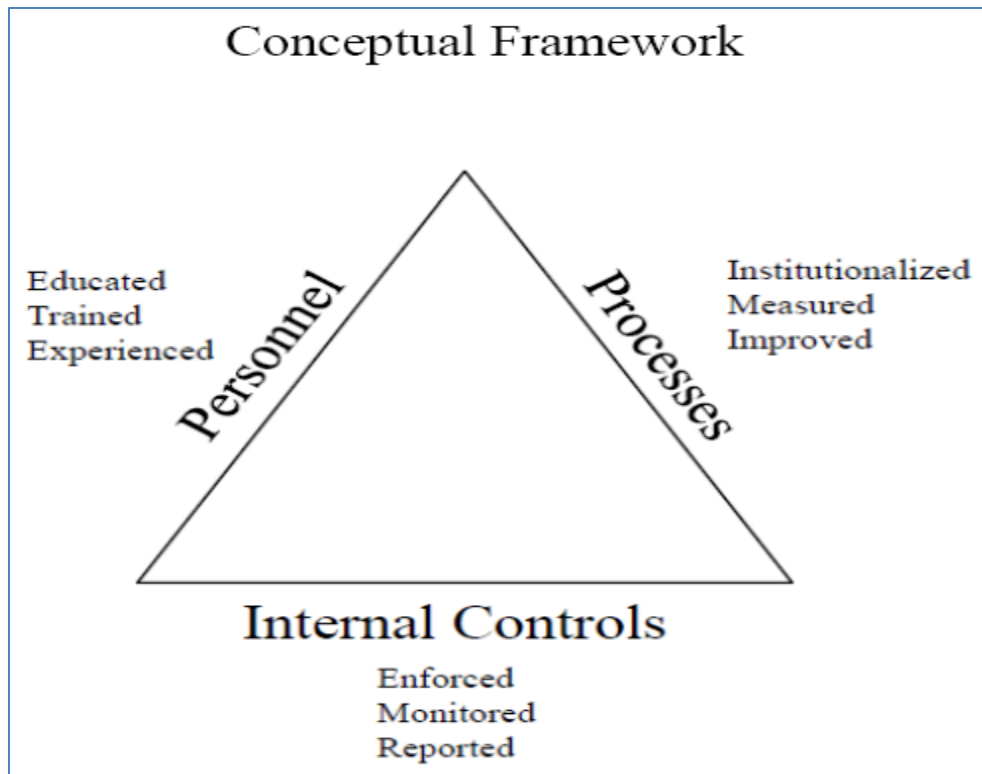 Conceptual Framework
Educated
Trained
Experienced
Personnel
Processes
Institutionalized
Measured
Improved
Internal Controls
Enforced
Monitored
Reported